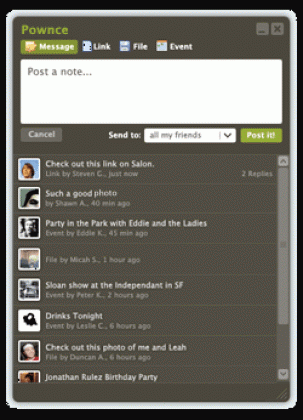 Pownce
Message Link File Event
Post a note...
Cancel Send to: all my friends Post it!
Check out this link on Salon.
Link by Steven G., just now 2 Replies
Such a good photo
by Shawn A., 40 min ago
Party in the Park with Eddie and the Ladies
Event by Eddie K., 45 min ago
File by Micah S., 1 hour ago
Sloan show at the Independant in SF
Event by Peter K., 2 hours ago
Drinks Tonight
Event by Leslie C., 6 hours ago
Check out this photo of me and Leah
File by Duncan A., 6 hours ago
Jonathan Rulez Birthday Party